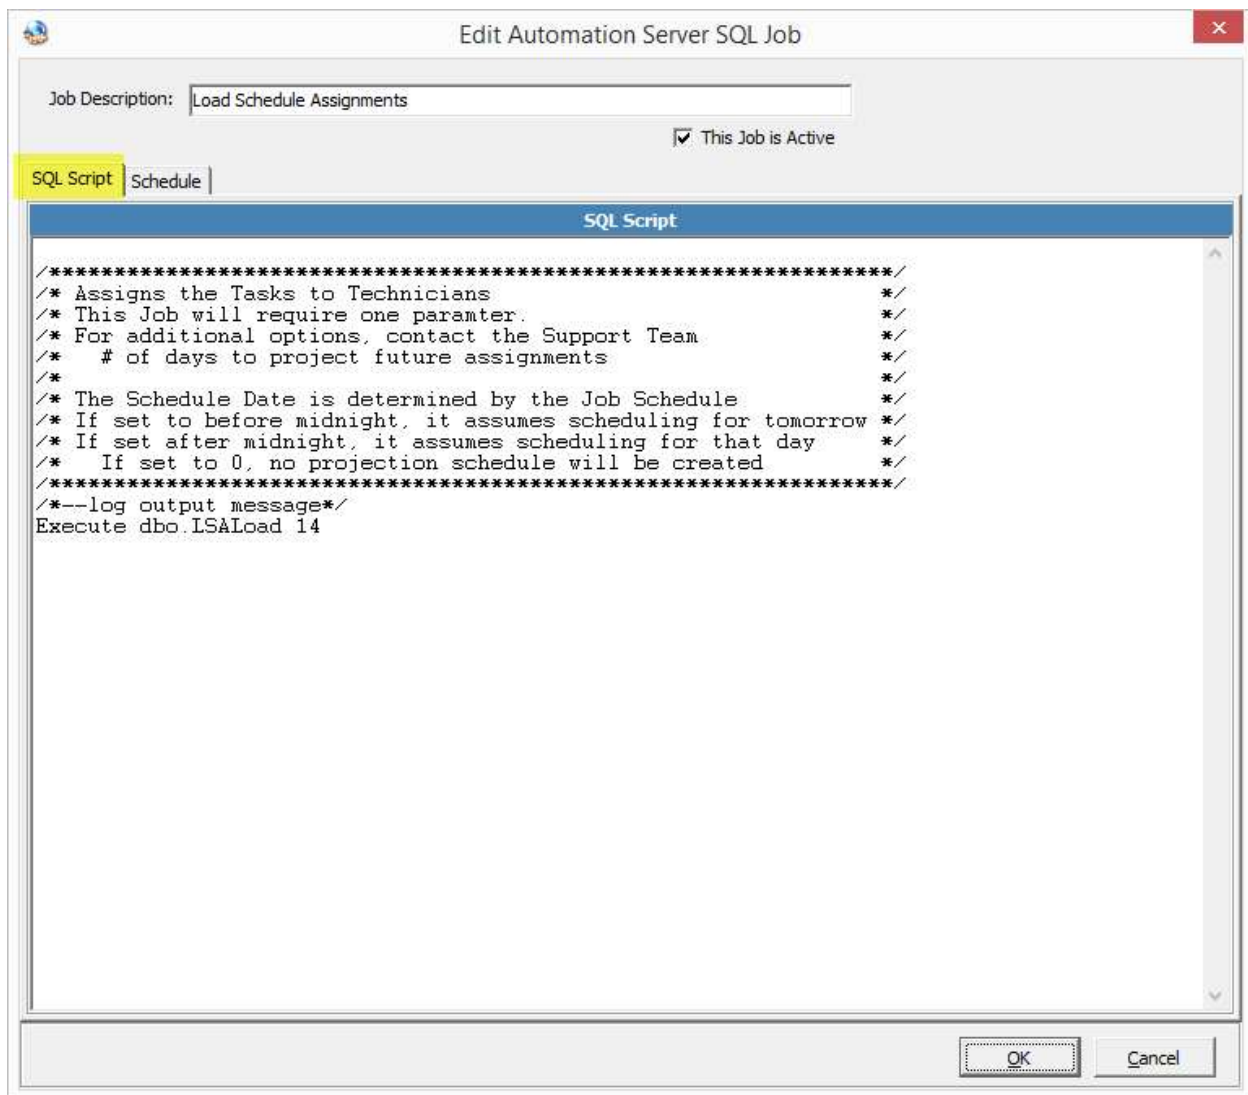 Edit Automation Server SQL Job
Job Description: Load Schedule Assignments
This Job is Active
SQL Script Schedule
SQL Script
/*****************************************************************/
/* Assigns the Tasks to Technicians */
/* This Job will require one paramter. */
/* For additional options, contact the Support Team */
/*   # of days to project future assignments */
/* */
/* The Schedule Date is determined by the Job Schedule */
/* If set to before midnight, it assumes scheduling for tomorrow */
/* If set after midnight, it assumes scheduling for that day */
/*   If set to 0, no projection schedule will be created */
/*****************************************************************/
/*--log output message*/
Execute dbo.LSALoad 14
OK Cancel